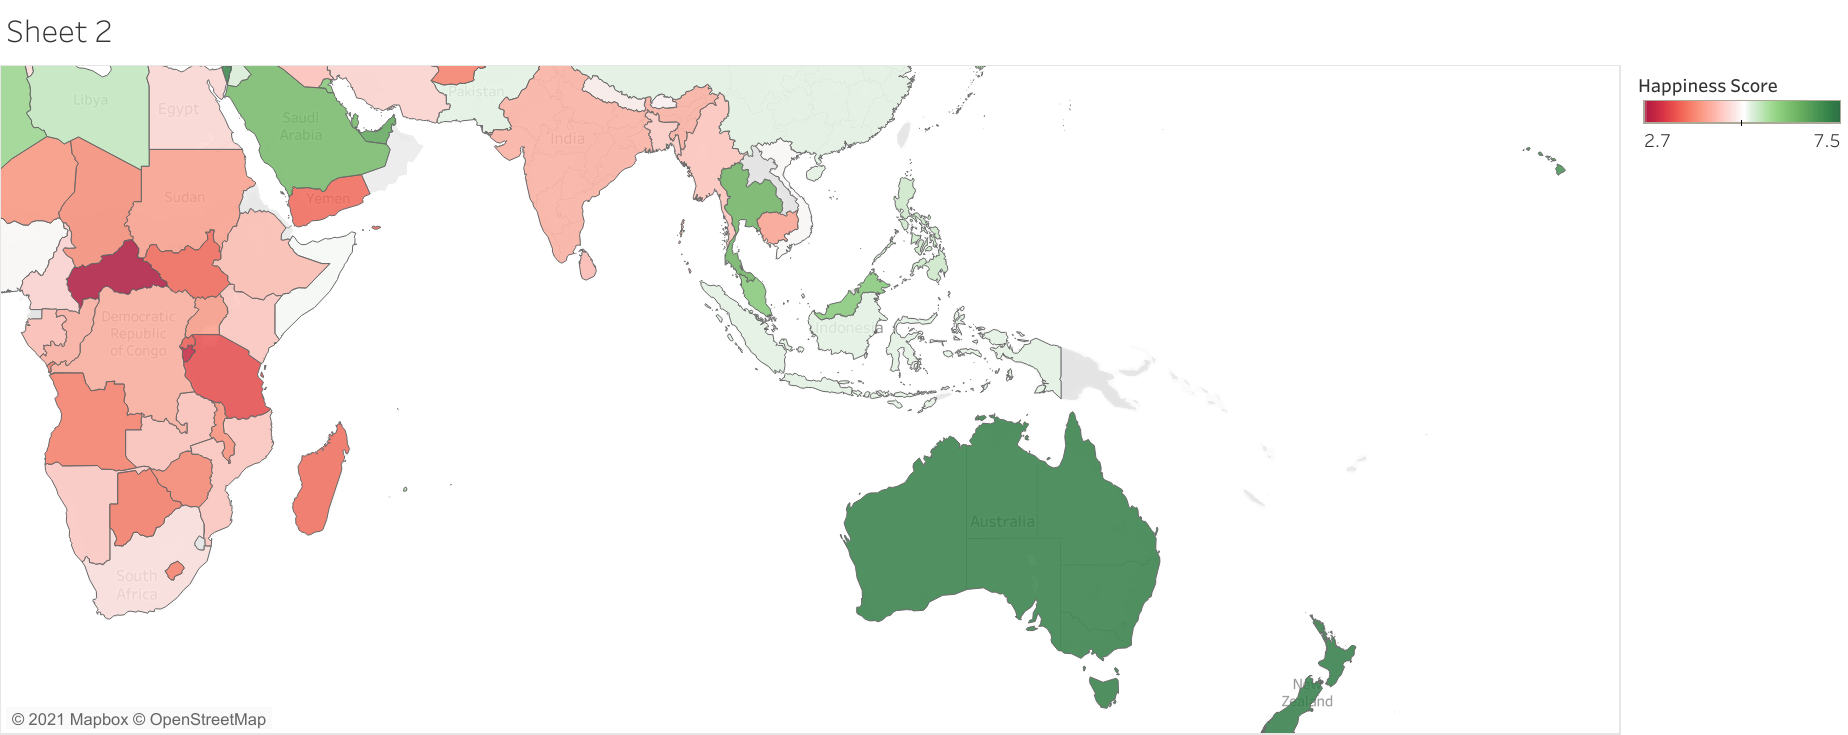 Sheet 2
Happiness Score
2.7 7.5
Libya
Egypt
Saudi
Arabia
Pakistan
India
Sudan
Yemen
Democratic
Republic
of Congo
Indonesia
Australia
South
Africa
New
Zealand
© 2021 Mapbox © OpenStreetMap